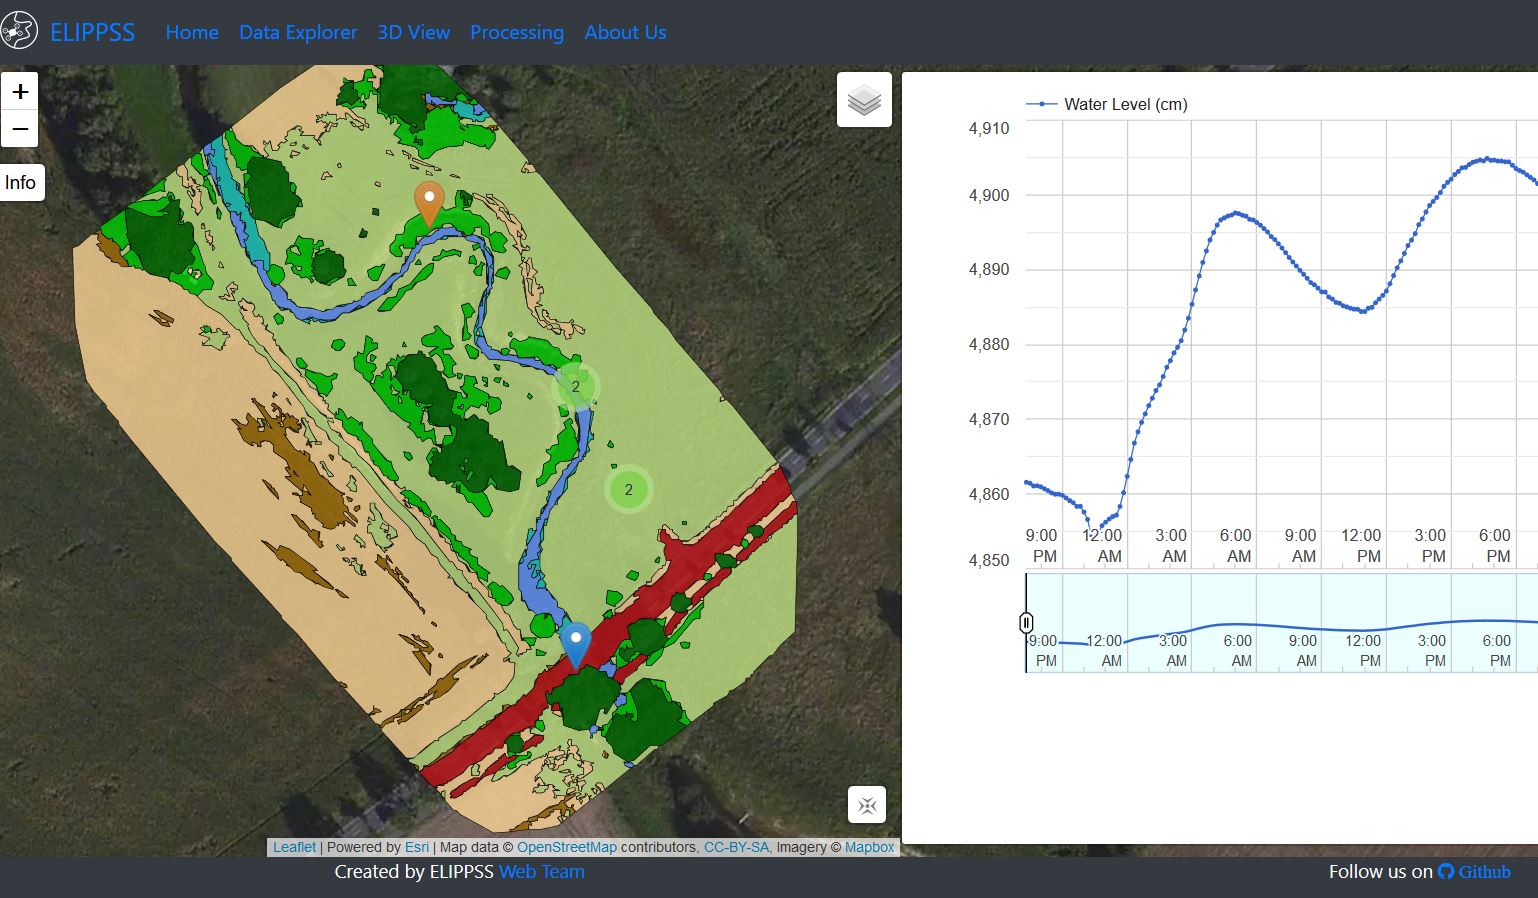 ELIPPSS Home Data Explorer 3D View Processing About Us
+
−
Info
2
2
Leaflet | Powered by Esri | Map data © OpenStreetMap contributors, CC-BY-SA, Imagery © Mapbox
Water Level (cm)
4,910
4,900
4,890
4,880
4,870
4,860
4,850
9:00 PM 12:00 AM 3:00 AM 6:00 AM 9:00 AM 12:00 PM 3:00 PM 6:00 PM
9:00 PM 12:00 AM 3:00 AM 6:00 AM 9:00 AM 12:00 PM 3:00 PM 6:00 PM
Created by ELIPPSS Web Team
Follow us on Github